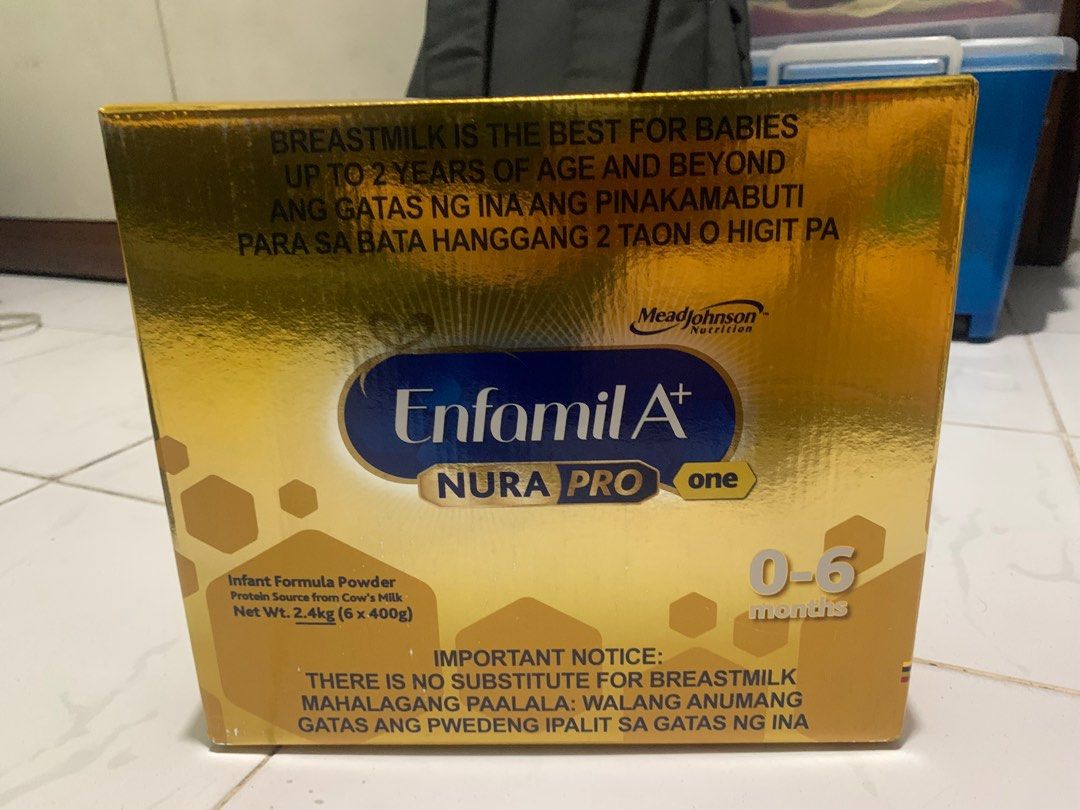 BREASTMILK IS THE BEST FOR BABIES
UP TO 2 YEARS OF AGE AND BEYOND
ANG GATAS NG INA ANG PINAKAMABUTI
PARA SA BATA HANGGANG 2 TAON O HIGIT PA
MeadJohnson™
Nutrition
Enfamil A+
NURA PRO one
0-6
months
Infant Formula Powder
Protein Source from Cow's Milk
Net Wt. 2.4kg (6 x 400g)
IMPORTANT NOTICE:
THERE IS NO SUBSTITUTE FOR BREASTMILK
MAHALAGANG PAALALA: WALANG ANUMANG
GATAS ANG PWEDENG IPALIT SA GATAS NG INA